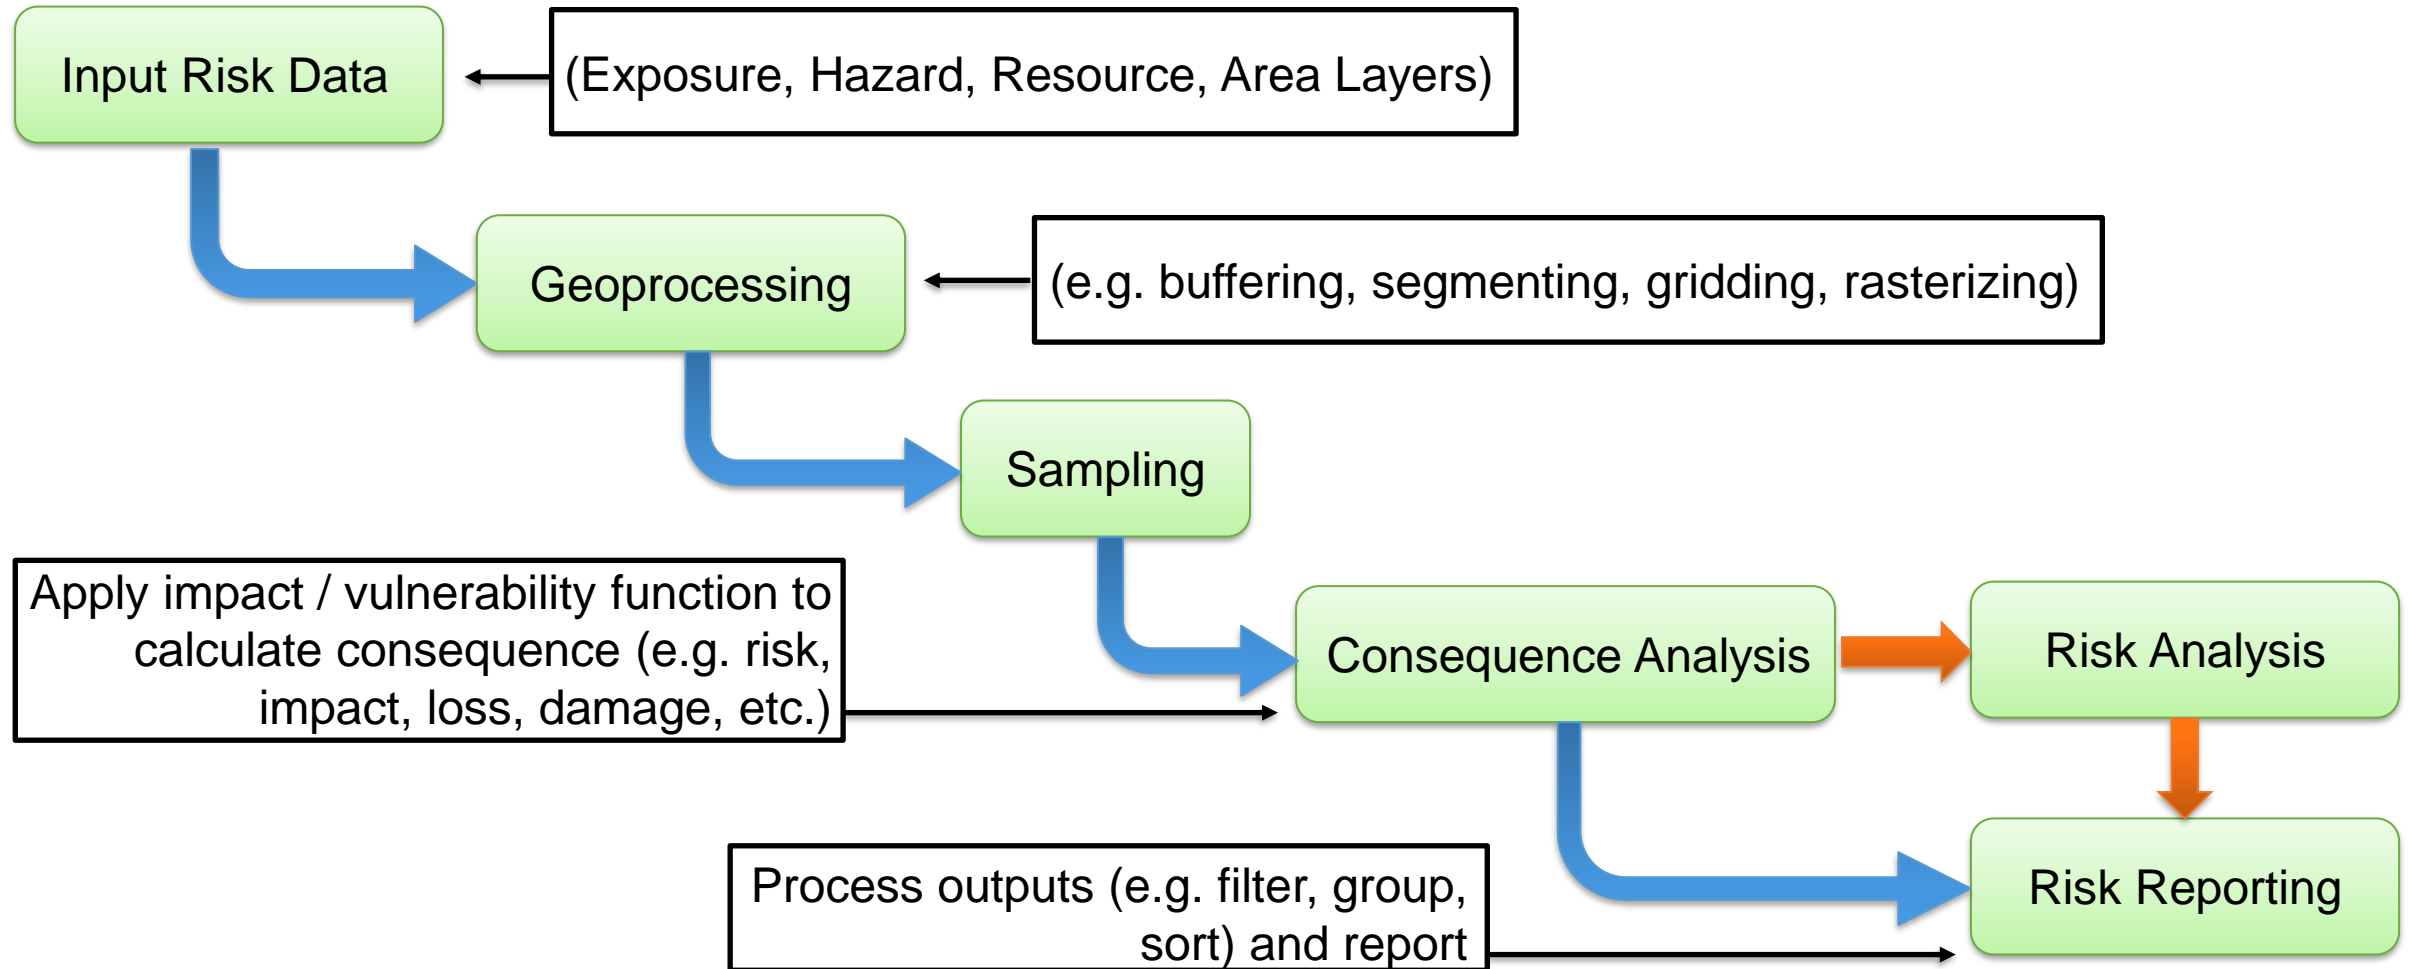 Input Risk Data
(Exposure, Hazard, Resource, Area Layers)
Geoprocessing
(e.g. buffering, segmenting, gridding, rasterizing)
Sampling
Apply impact / vulnerability function to
calculate consequence (e.g. risk,
impact, loss, damage, etc.)
Consequence Analysis
Risk Analysis
Process outputs (e.g. filter, group,
sort) and report
Risk Reporting